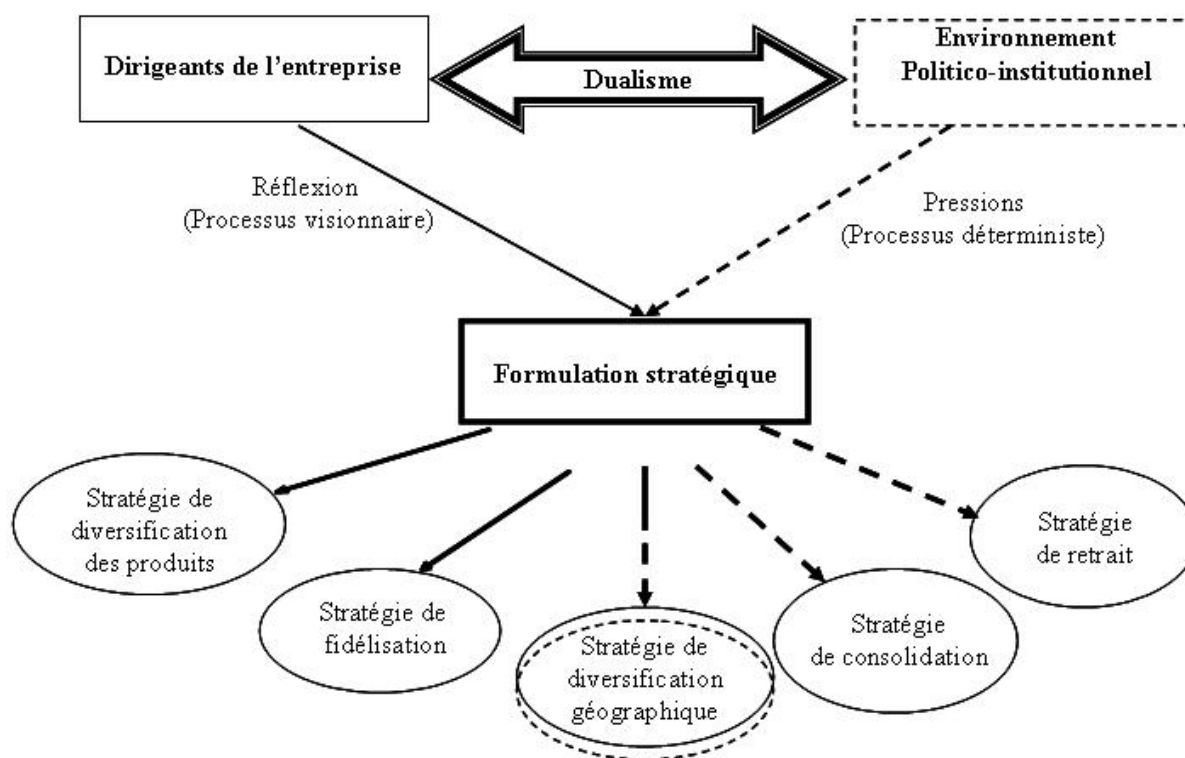 Dirigeants de l'entreprise
Dualisme
Environnement
Politico-institutionnel
Réflexion
(Processus visionnaire)
Pressions
(Processus déterministe)
Formulation stratégique
Stratégie de
diversification
des produits
Stratégie de
fidélisation
Stratégie de
diversification
géographique
Stratégie
de consolidation
Stratégie
de retrait